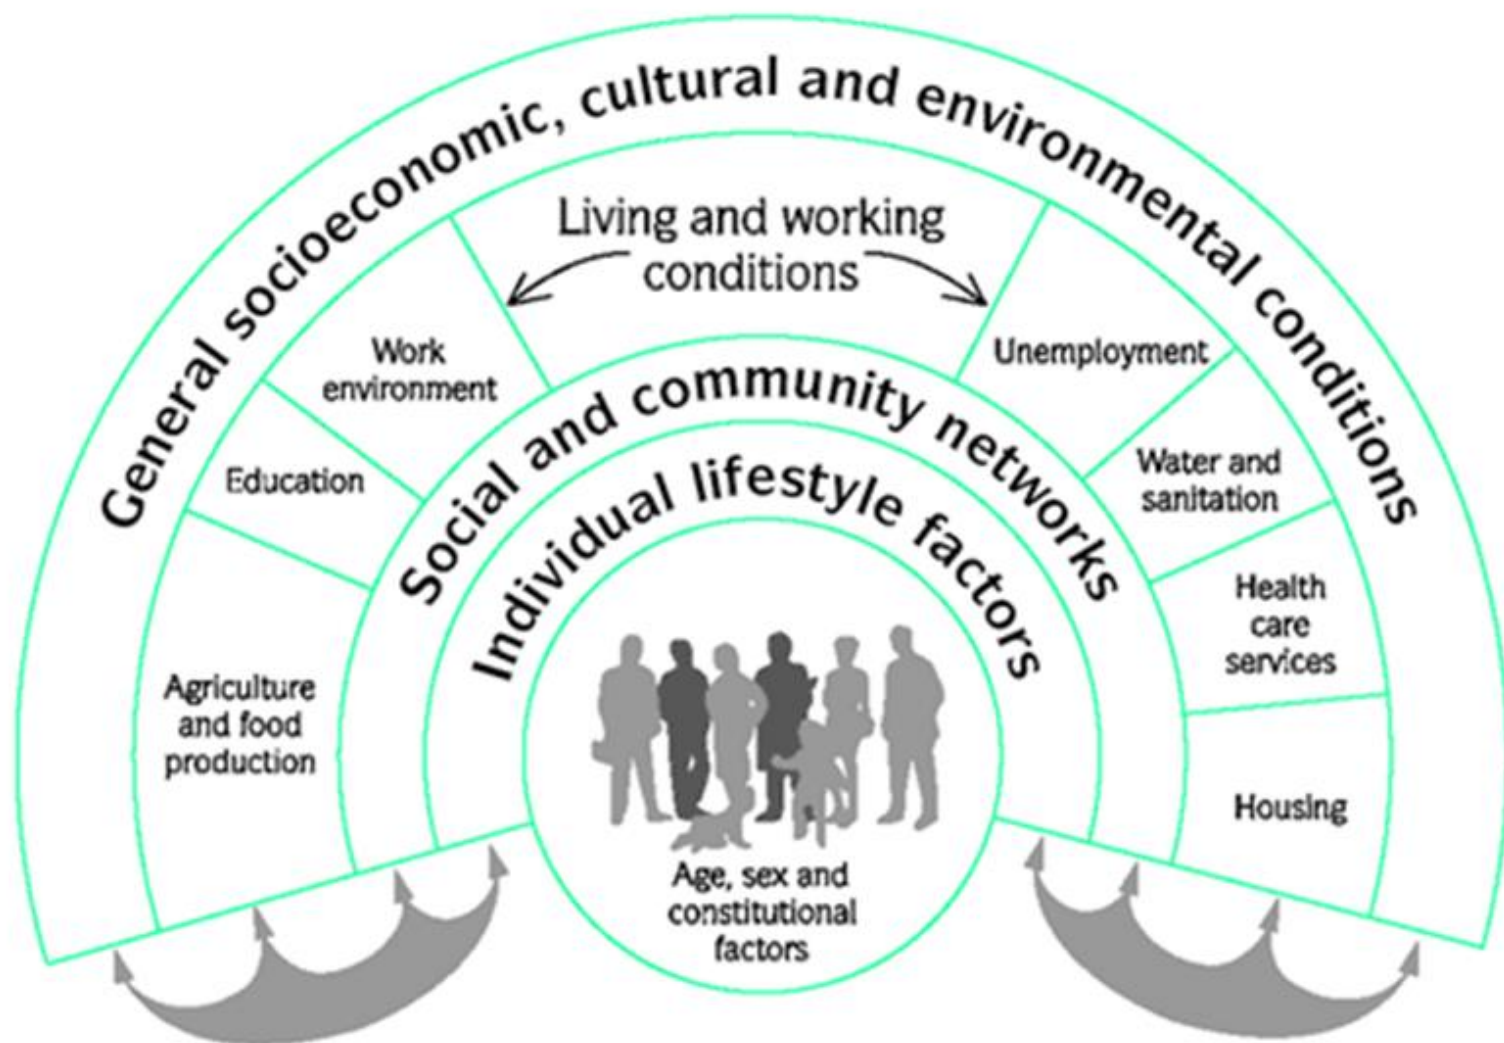 General socioeconomic, cultural and environmental conditions
Living and working
conditions
Work
environment
Unemployment
Education
Water and
sanitation
Agriculture
and food
production
Health
care
services
Housing
Social and community networks
Individual lifestyle factors
Age, sex and
constitutional
factors